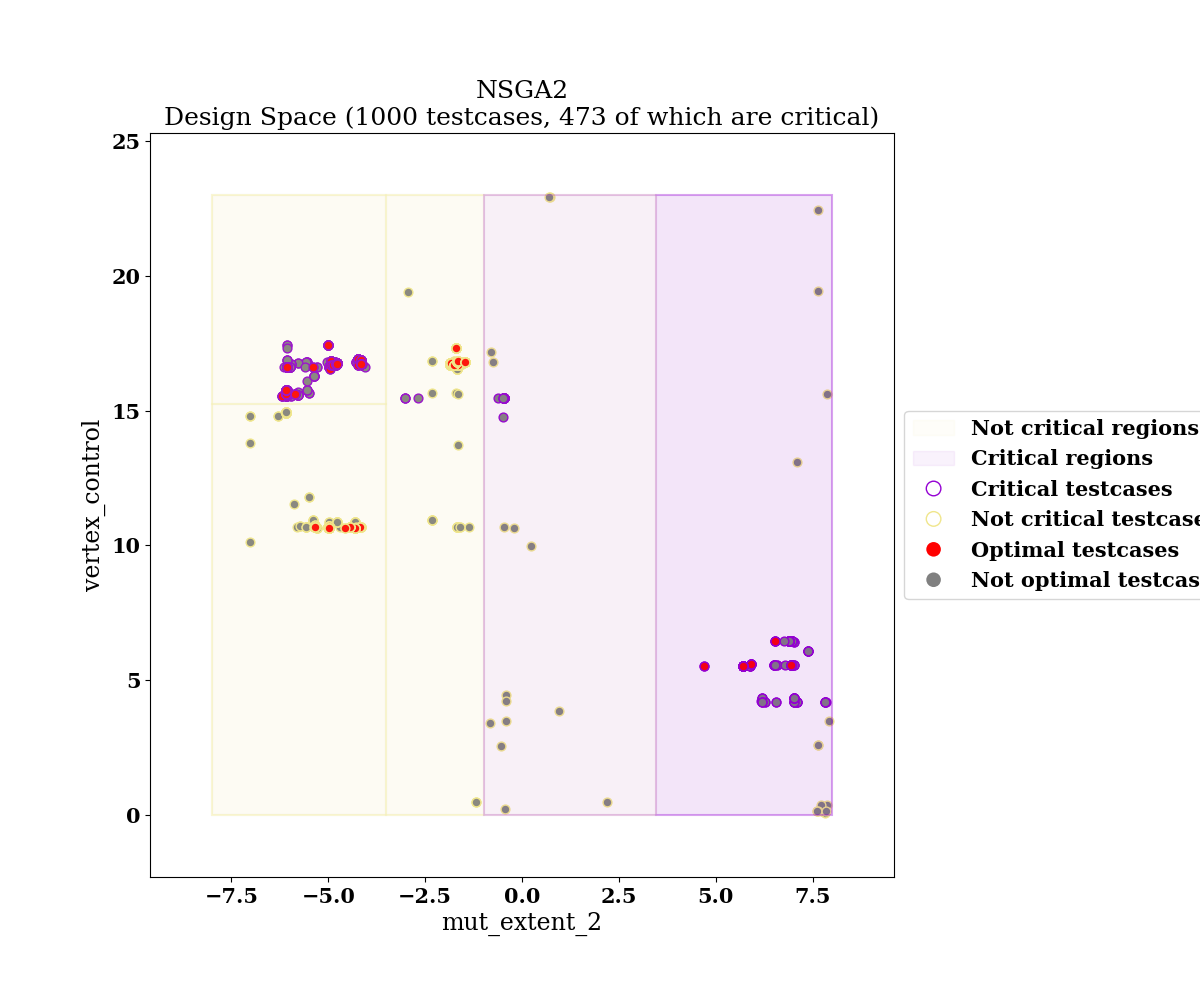 NSGA2
Design Space (1000 testcases, 473 of which are critical)
25
20
15
10
5
0
vertex_control
−7.5
−5.0
−2.5
0.0
2.5
5.0
7.5
mut_extent_2
Not critical regions
Critical regions
Critical testcases
Not critical testcase
Optimal testcases
Not optimal testcas